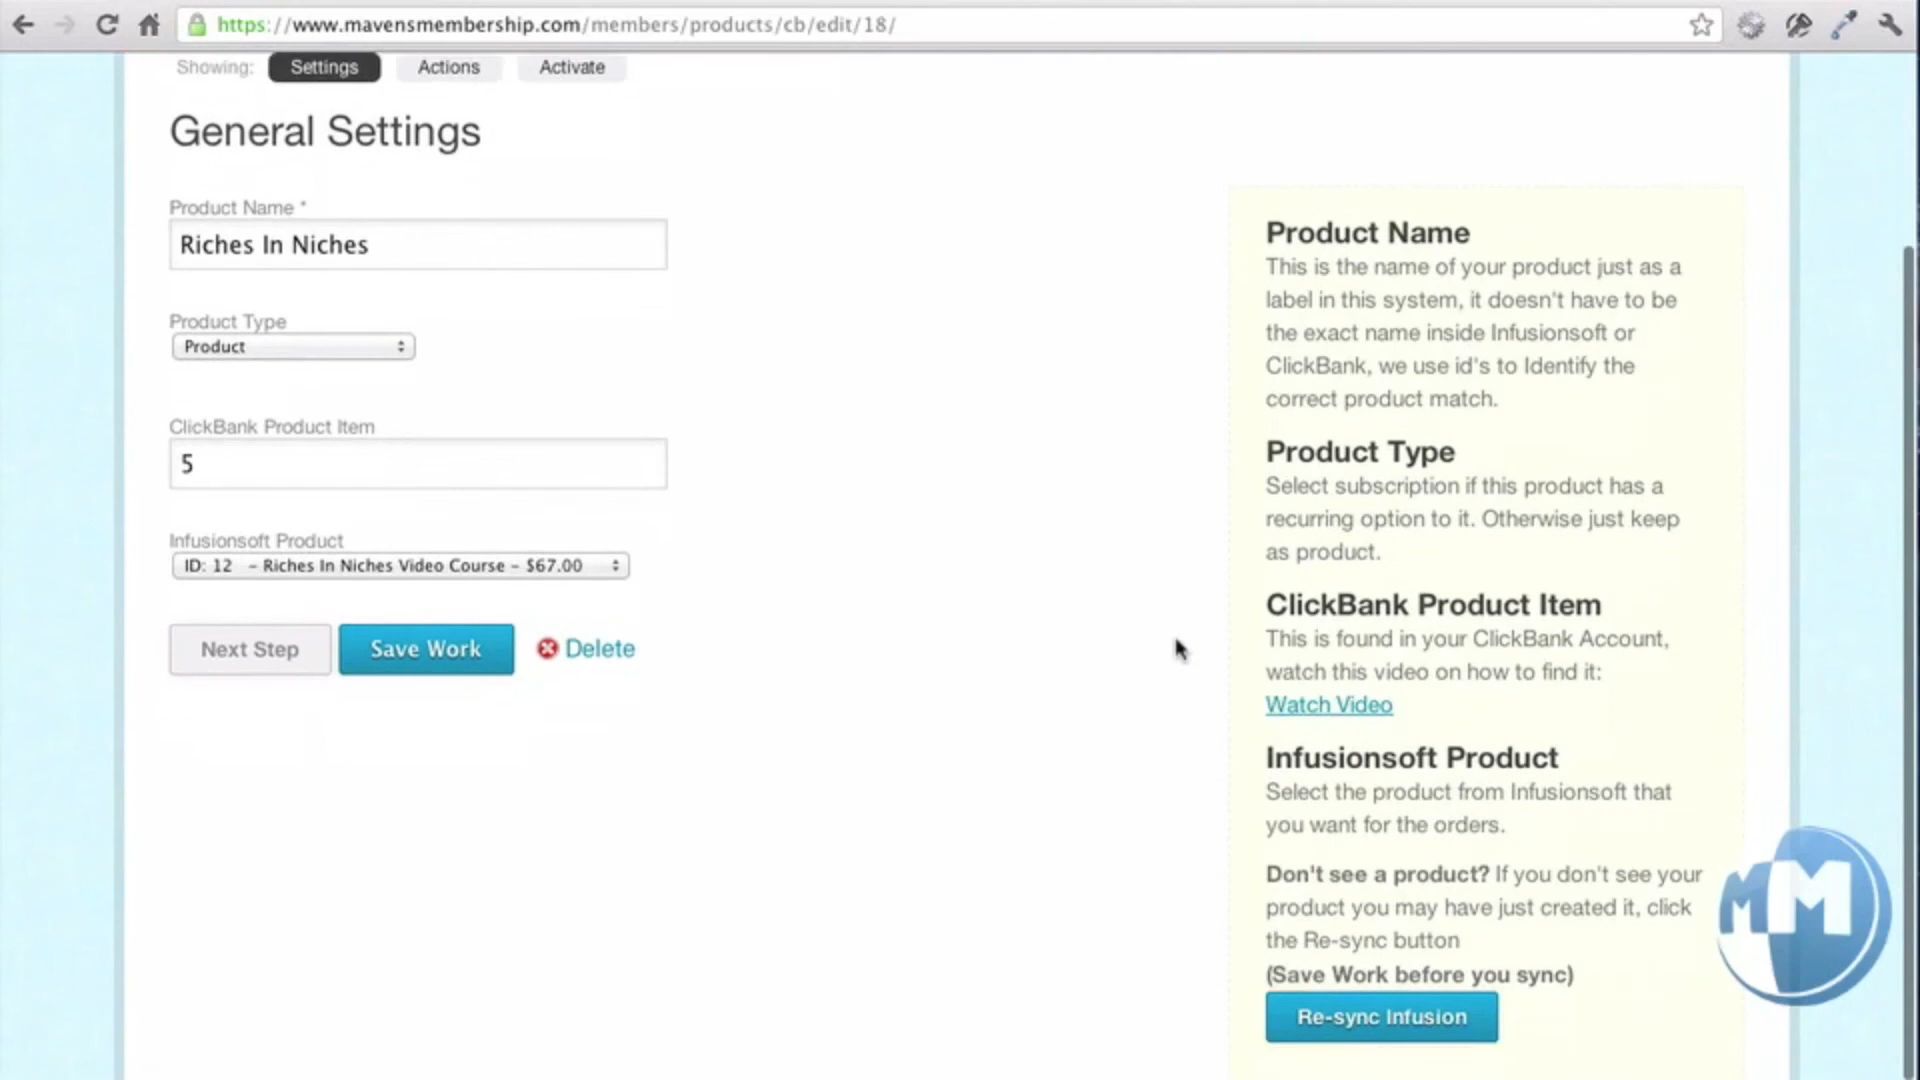 https://www.mavensmembership.com/members/products/cb/edit/18/
Showing: Settings Actions Activate
General Settings
Product Name *
Riches In Niches
Product Type
Product
ClickBank Product Item
5
Infusionsoft Product
ID: 12 - Riches In Niches Video Course - $67.00
Next Step Save Work Delete
Product Name
This is the name of your product just as a
label in this system, it doesn't have to be
the exact name inside Infusionsoft or
ClickBank, we use id's to Identify the
correct product match.
Product Type
Select subscription if this product has a
recurring option to it. Otherwise just keep
as product.
ClickBank Product Item
This is found in your ClickBank Account,
watch this video on how to find it:
Watch Video
Infusionsoft Product
Select the product from Infusionsoft that
you want for the orders.
Don't see a product? If you don't see your
product you may have just created it, click
the Re-sync button
(Save Work before you sync)
Re-sync Infusion
MM